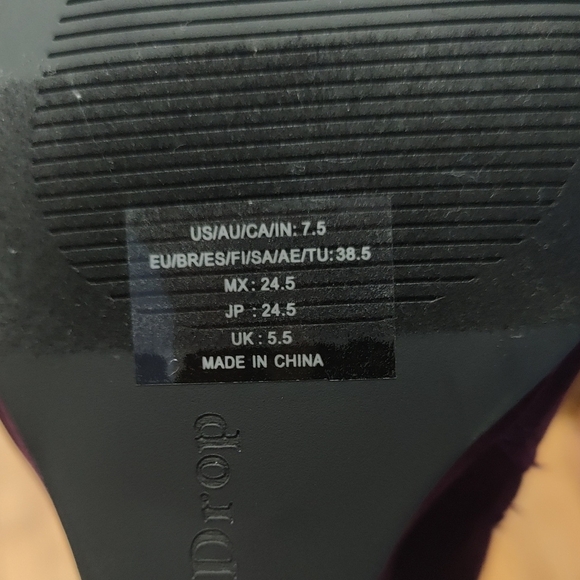 US/AU/CA/IN: 7.5
EU/BR/ES/FI/SA/AE/TU: 38.5
MX: 24.5
JP : 24.5
UK : 5.5
MADE IN CHINA